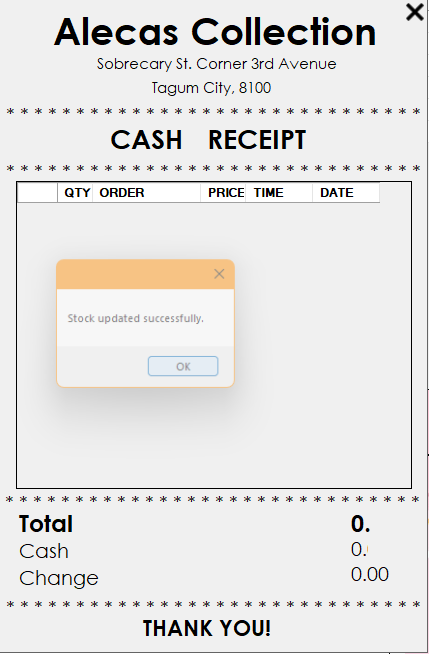 Alecas Collection
Sobrecary St. Corner 3rd Avenue
Tagum City, 8100
* * * * * * * * * * * * * * * * * * * * * * * * * * * * * * * *
CASH RECEIPT
* * * * * * * * * * * * * * * * * * * * * * * * * * * * * * * *
QTY ORDER PRICE TIME DATE
Stock updated successfully.
OK
* * * * * * * * * * * * * * * * * * * * * * * * * * * * * * * *
Total 0.
Cash 0.
Change 0.00
* * * * * * * * * * * * * * * * * * * * * * * * * * * * * * * *
THANK YOU!